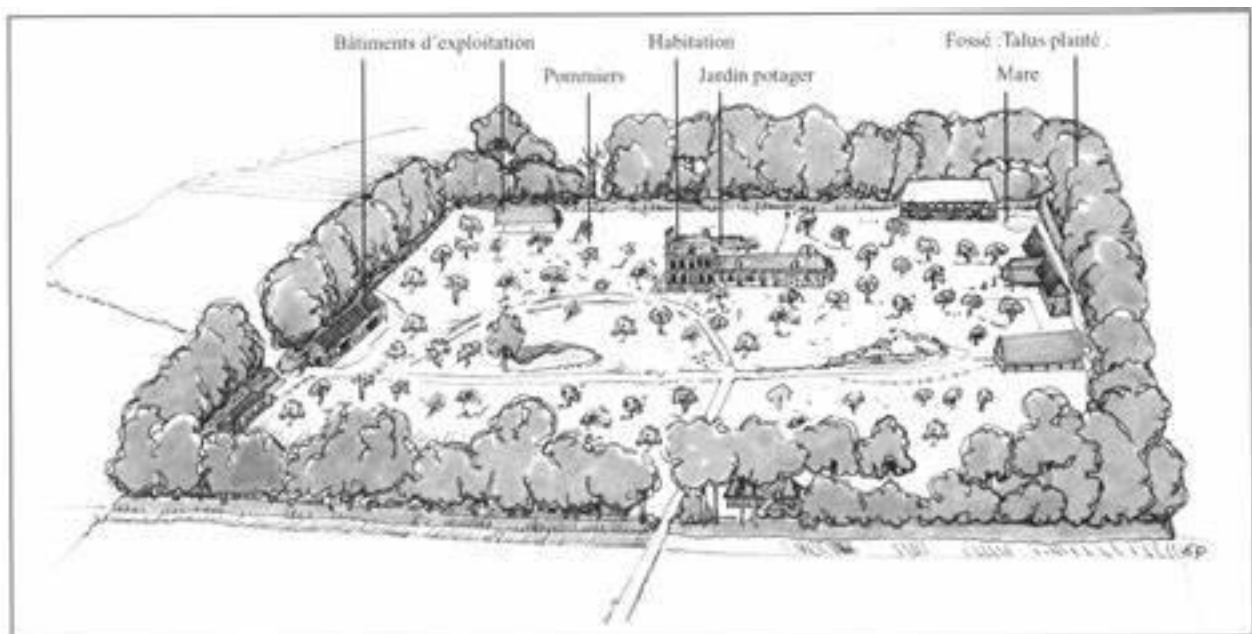 Bâtiments d'exploitation
Habitation
Fossé :Talus planté
Pommiers
Jardin potager
Mare